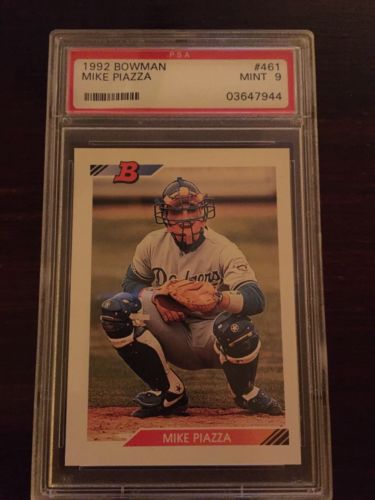 PSA
1992 BOWMAN #461
MIKE PIAZZA MINT 9
03647944
B
Dodgers
MIKE PIAZZA